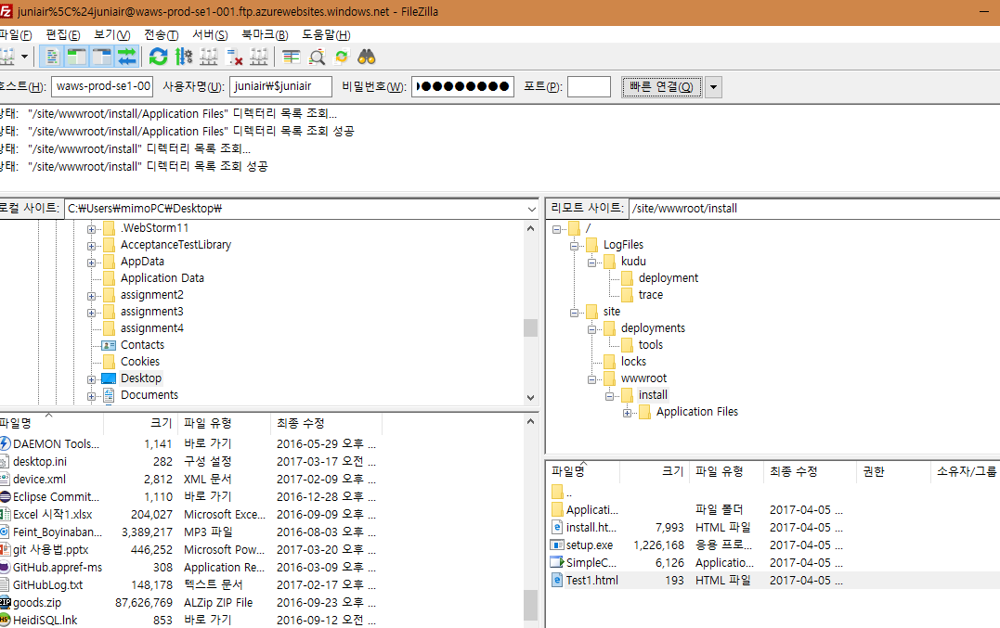 juniair%5C%24juniair@waws-prod-se1-001.ftp.azurewebsites.windows.net - FileZilla
파일(F) 편집(E) 보기(V) 전송(T) 서버(S) 북마크(B) 도움말(H)
호스트(H): waws-prod-se1-00 사용자명(U): juniair₩$juniair 비밀번호(W): ●●●●●●●●● 포트(P): 빠른 연결(Q)
상태: "/site/wwwroot/install/Application Files" 디렉터리 목록 조회...
상태: "/site/wwwroot/install/Application Files" 디렉터리 목록 조회 성공
상태: "/site/wwwroot/install" 디렉터리 목록 조회...
상태: "/site/wwwroot/install" 디렉터리 목록 조회 성공
로컬 사이트: C:₩Users₩mimoPC₩Desktop₩
.WebStorm11
AcceptanceTestLibrary
AppData
Application Data
assignment2
assignment3
assignment4
Contacts
Cookies
Desktop
Documents
파일명 크기 파일 유형 최종 수정
DAEMON Tools... 1,141 바로 가기 2016-05-29 오후 ...
desktop.ini 282 구성 설정 2017-03-17 오전 ...
device.xml 2,812 XML 문서 2017-02-09 오후 ...
Eclipse Commit... 1,110 바로 가기 2016-12-28 오후 ...
Excel 시작1.xlsx 204,027 Microsoft Exce... 2016-09-09 오후 ...
Feint_Boyinaban... 3,389,217 MP3 파일 2016-08-03 오후 ...
git 사용법.pptx 446,252 Microsoft Pow... 2017-03-20 오후 ...
GitHub.appref-ms 308 Application Re... 2016-03-09 오후 ...
GitHubLog.txt 148,178 텍스트 문서 2017-02-17 오후 ...
goods.zip 87,626,769 ALZip ZIP File 2016-09-23 오후 ...
HeidiSQL.lnk 853 바로 가기 2016-09-12 오전 ...
리모트 사이트: /site/wwwroot/install
/
LogFiles
kudu
deployment
trace
site
deployments
tools
locks
wwwroot
install
Application Files
파일명 크기 파일 유형 최종 수정 권한 소유자/그룹
..
Applicati... 파일 폴더 2017-04-05 ...
install.ht... 7,993 HTML 파일 2017-04-05 ...
setup.exe 1,226,168 응용 프로... 2017-04-05 ...
SimpleC... 6,126 Applicatio... 2017-04-05 ...
Test1.html 193 HTML 파일 2017-04-05 ...